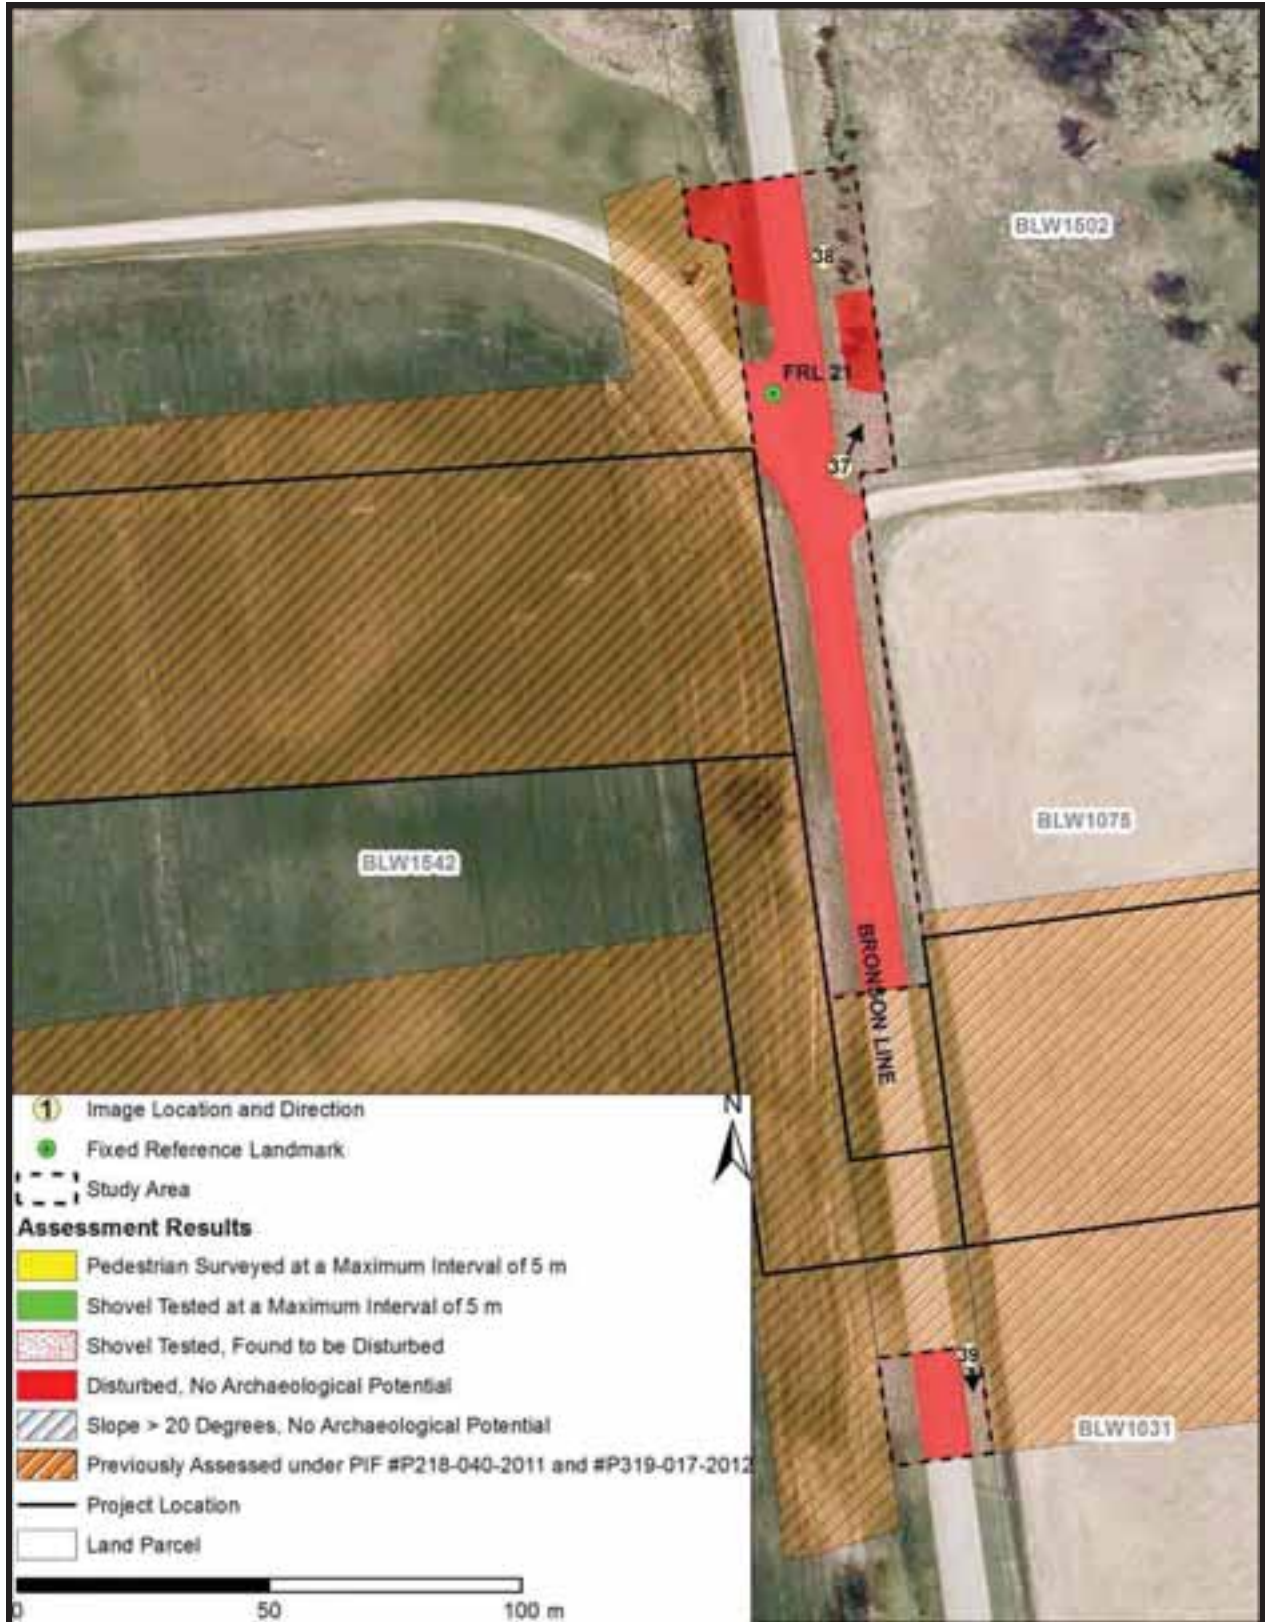 BLW1502
38
FRL 21
37
BLW1075
BLW1542
BRONSON LINE
N
1 Image Location and Direction
Fixed Reference Landmark
Study Area
Assessment Results
Pedestrian Surveyed at a Maximum Interval of 5 m
Shovel Tested at a Maximum Interval of 5 m
Shovel Tested, Found to be Disturbed
39
Disturbed, No Archaeological Potential
Slope > 20 Degrees, No Archaeological Potential
BLW1031
Previously Assessed under PIF #P218-040-2011 and #P319-017-2012
Project Location
Land Parcel
0 50 100 m